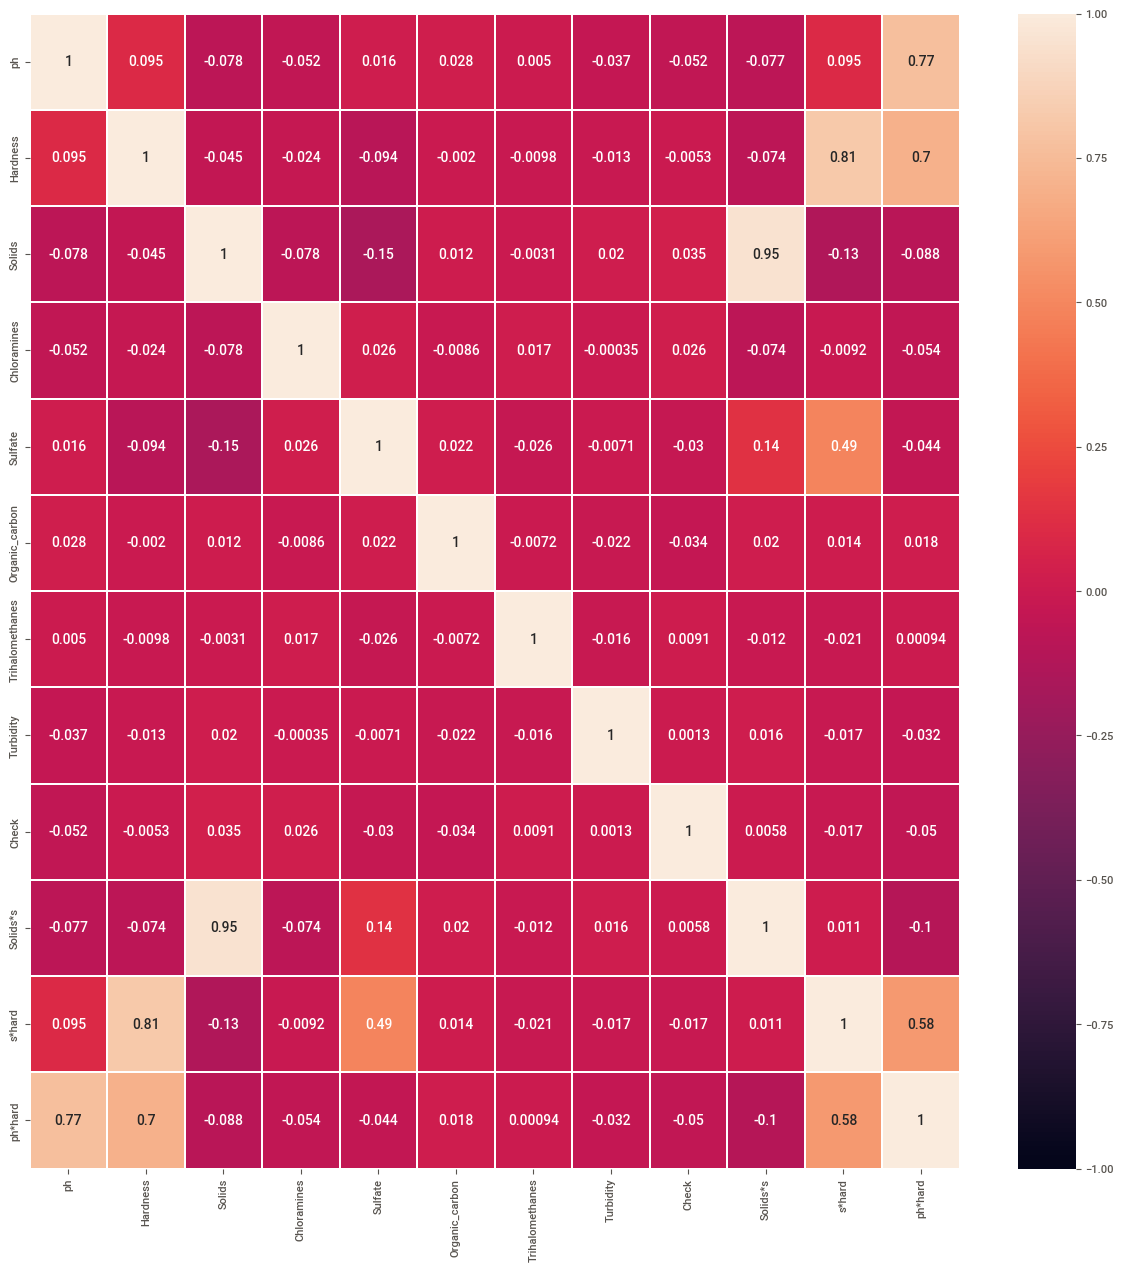 ph 1 0.095 -0.078 -0.052 0.016 0.028 0.005 -0.037 -0.052 -0.077 0.095 0.77
Hardness 0.095 1 -0.045 -0.024 -0.094 -0.002 -0.0098 -0.013 -0.0053 -0.074 0.81 0.7
Solids -0.078 -0.045 1 -0.078 -0.15 0.012 -0.0031 0.02 0.035 0.95 -0.13 -0.088
Chloramines -0.052 -0.024 -0.078 1 0.026 -0.0086 0.017 -0.00035 0.026 -0.074 -0.0092 -0.054
Sulfate 0.016 -0.094 -0.15 0.026 1 0.022 -0.026 -0.0071 -0.03 0.14 0.49 -0.044
Organic_carbon 0.028 -0.002 0.012 -0.0086 0.022 1 -0.0072 -0.022 -0.034 0.02 0.014 0.018
Trihalomethanes 0.005 -0.0098 -0.0031 0.017 -0.026 -0.0072 1 -0.016 0.0091 -0.012 -0.021 0.00094
Turbidity -0.037 -0.013 0.02 -0.00035 -0.0071 -0.022 -0.016 1 0.0013 0.016 -0.017 -0.032
Check -0.052 -0.0053 0.035 0.026 -0.03 -0.034 0.0091 0.0013 1 0.0058 -0.017 -0.05
Solids*s -0.077 -0.074 0.95 -0.074 0.14 0.02 -0.012 0.016 0.0058 1 0.011 -0.1
s*hard 0.095 0.81 -0.13 -0.0092 0.49 0.014 -0.021 -0.017 -0.017 0.011 1 0.58
ph*hard 0.77 0.7 -0.088 -0.054 -0.044 0.018 0.00094 -0.032 -0.05 -0.1 0.58 1
ph Hardness Solids Chloramines Sulfate Organic_carbon Trihalomethanes Turbidity Check Solids*s s*hard ph*hard
1.00
0.75
0.50
0.25
0.00
−0.25
−0.50
−0.75
−1.00